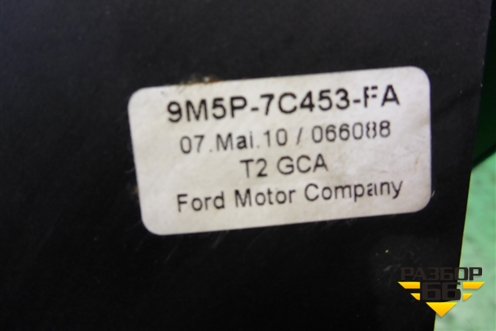 9M5P-7C453-FA
07.Mai.10 / 066088
T2 GCA
Ford Motor Company
РАЗБОР
66